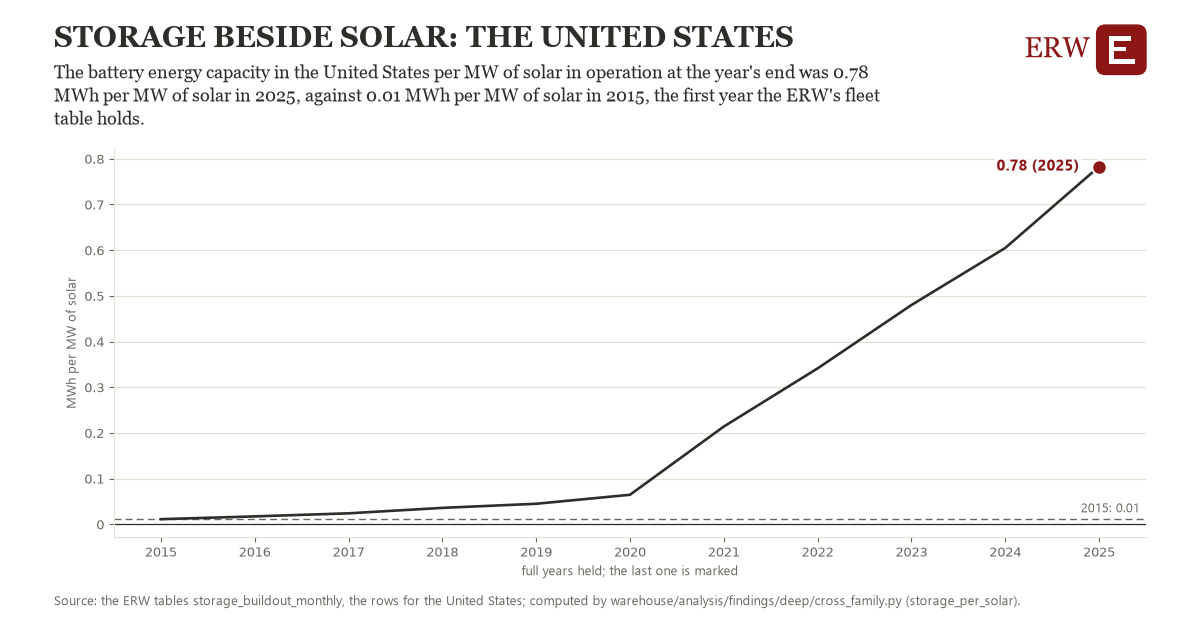 STORAGE BESIDE SOLAR: THE UNITED STATES
ERW E
The battery energy capacity in the United States per MW of solar in operation at the year's end was 0.78
MWh per MW of solar in 2025, against 0.01 MWh per MW of solar in 2015, the first year the ERW's fleet
table holds.
MWh per MW of solar
0.8
0.7
0.6
0.5
0.4
0.3
0.2
0.1
0
0.78 (2025)
2015: 0.01
2015 2016 2017 2018 2019 2020 2021 2022 2023 2024 2025
full years held; the last one is marked
Source: the ERW tables storage_buildout_monthly, the rows for the United States; computed by warehouse/analysis/findings/deep/cross_family.py (storage_per_solar).